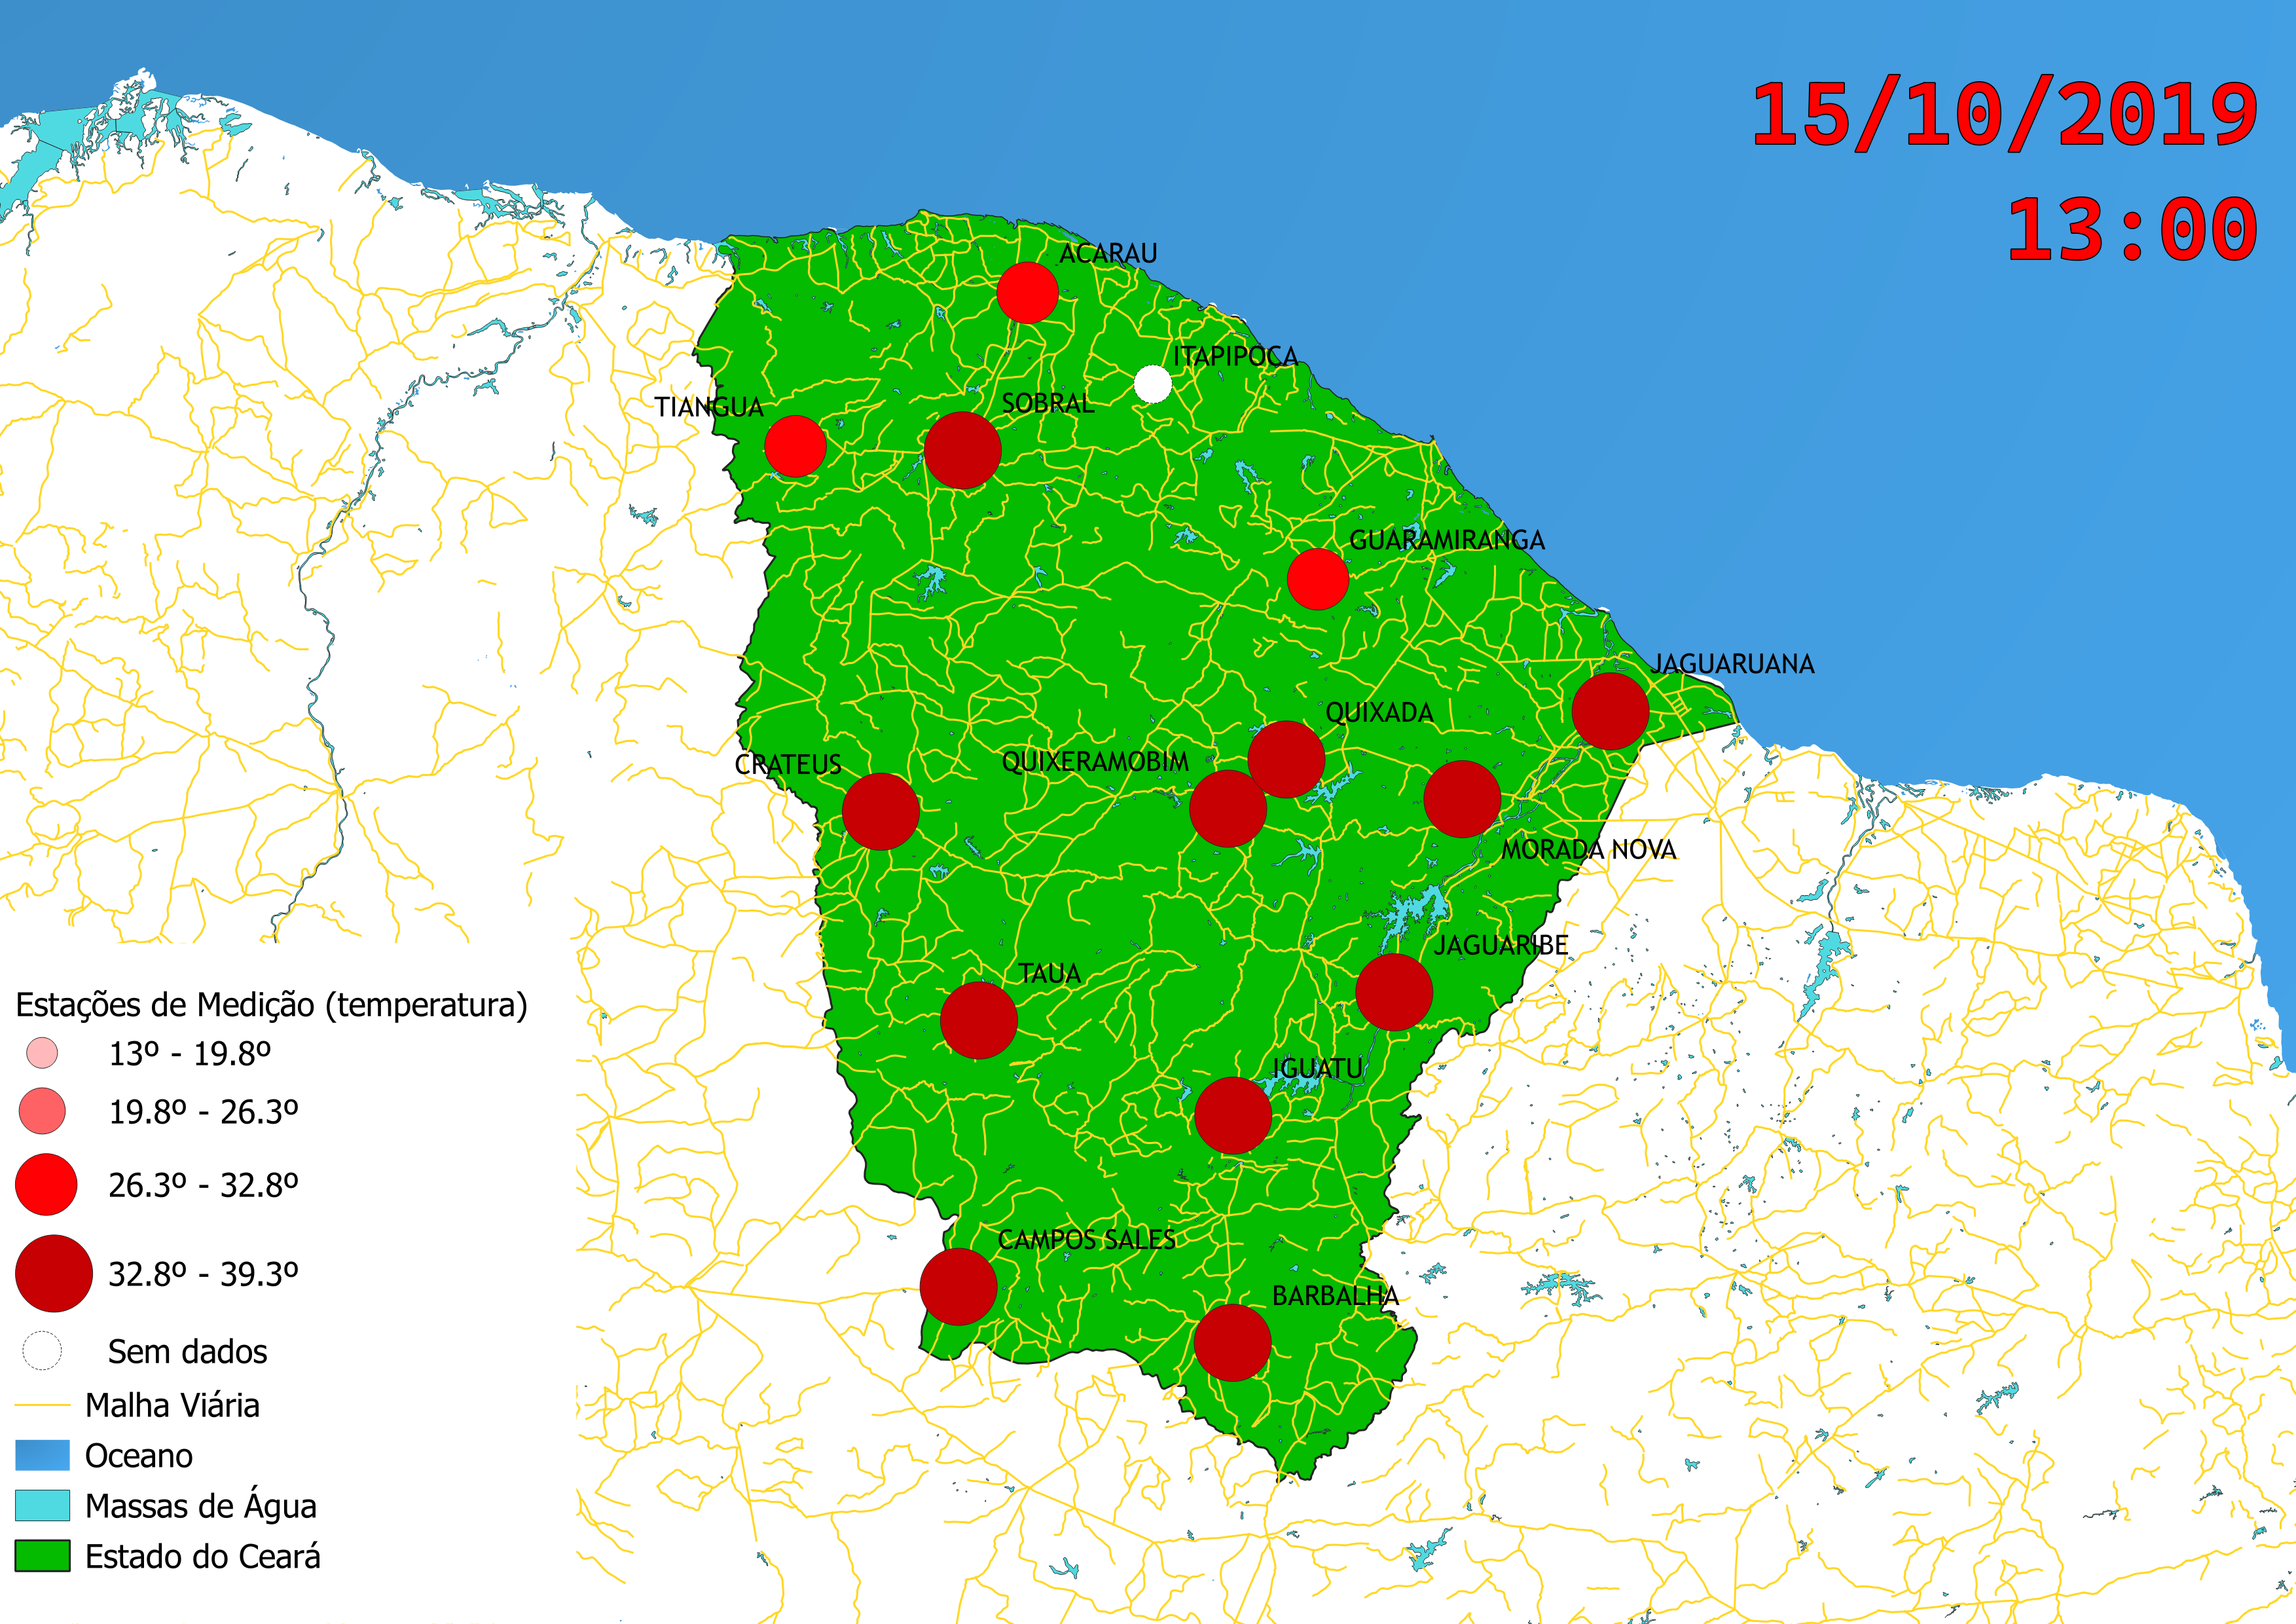 15/10/2019
13:00
ACARAU
ITAPIPOCA
TIANGUA
SOBRAL
GUARAMIRANGA
JAGUARUANA
QUIXADA
CRATEUS
QUIXERAMOBIM
MORADA NOVA
JAGUARIBE
TAUA
IGUATU
CAMPOS SALES
BARBALHA
Estações de Medição (temperatura)
13º - 19.8º
19.8º - 26.3º
26.3º - 32.8º
32.8º - 39.3º
Sem dados
Malha Viária
Oceano
Massas de Água
Estado do Ceará